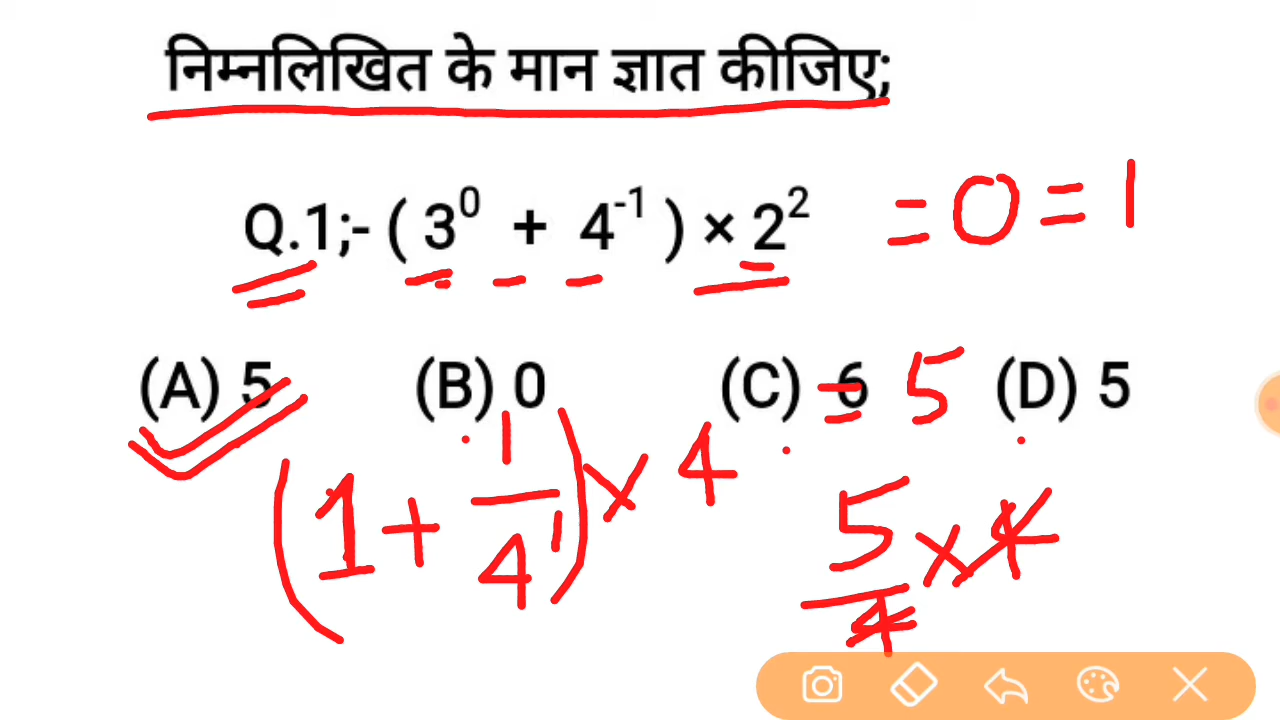 निम्नलिखित के मान ज्ञात कीजिए;
Q.1;- ( 3⁰ + 4⁻¹ ) × 2² = 0 = 1
(A) 5 (B) 0 (C) 6 (D) 5
= 5
(1 + 1/4¹) × 4
5/4 × 4